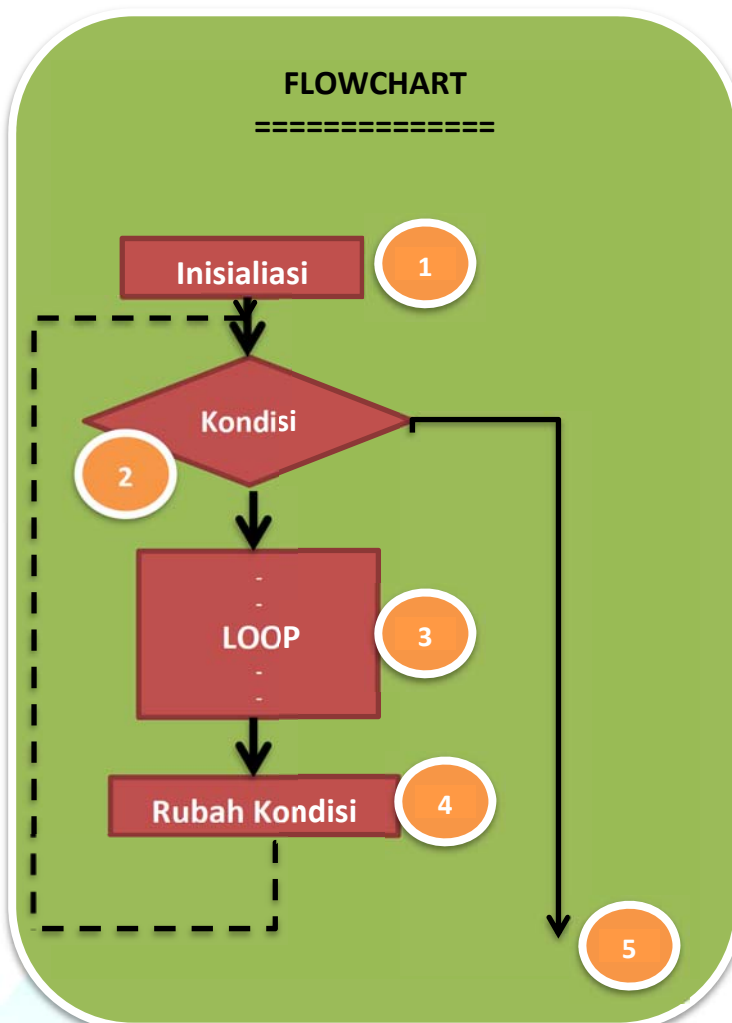 FLOWCHART
==============
Inisialiasi
1
Kondisi
2
-
-
LOOP
-
-
3
Rubah Kondisi
4
5